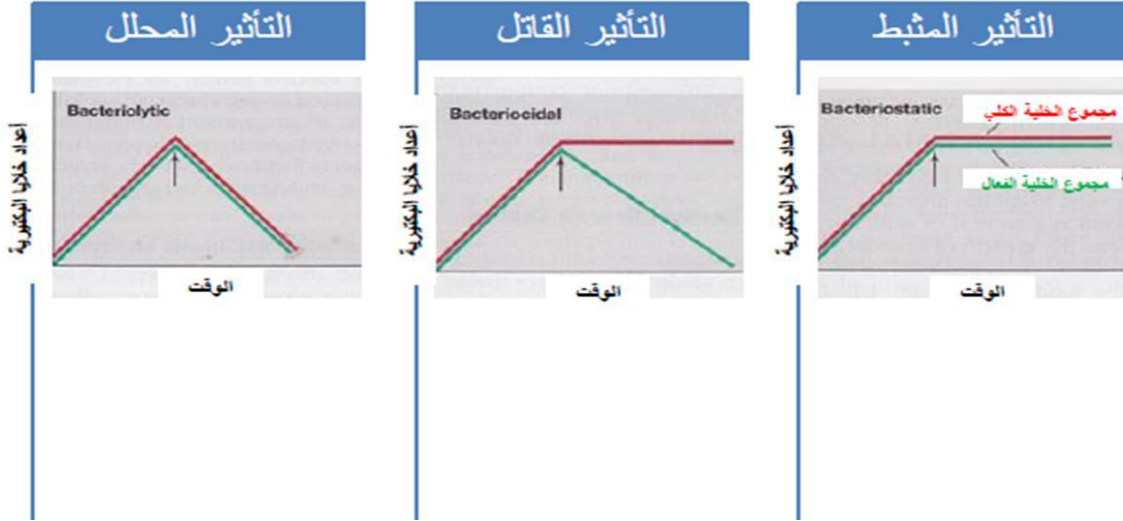 التأثير المثبط
التأثير القاتل
التأثير المحلل
Bacteriostatic
مجموع الخلية الكلي
مجموع الخلية الفعال
أعداد خلايا البكتيرية
الوقت
Bacteriocidal
أعداد خلايا البكتيرية
الوقت
Bacteriolytic
أعداد خلايا البكتيرية
الوقت